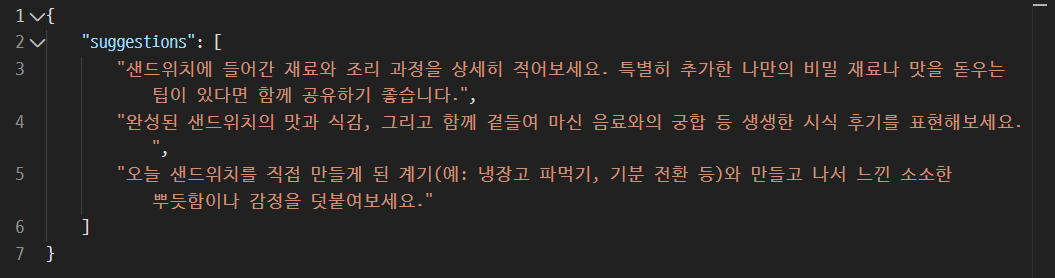 1 {
2 "suggestions": [
3 "샌드위치에 들어간 재료와 조리 과정을 상세히 적어보세요. 특별히 추가한 나만의 비밀 재료나 맛을 돋우는
팁이 있다면 함께 공유하기 좋습니다.",
4 "완성된 샌드위치의 맛과 식감, 그리고 함께 곁들여 마신 음료와의 궁합 등 생생한 시식 후기를 표현해보세요.
",
5 "오늘 샌드위치를 직접 만들게 된 계기(예: 냉장고 파먹기, 기분 전환 등)와 만들고 나서 느낀 소소한
뿌듯함이나 감정을 덧붙여보세요."
6 ]
7 }